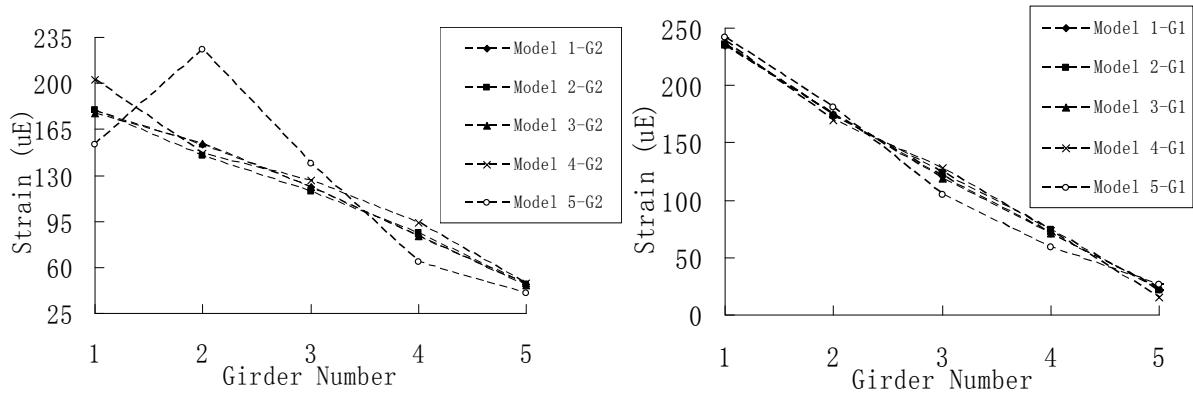 235
200
165
130
95
60
25
Strain (uE)
1 2 3 4 5
Girder Number
Model 1-G2
Model 2-G2
Model 3-G2
Model 4-G2
Model 5-G2
250
200
150
100
50
0
Strain (uE)
1 2 3 4 5
Girder Number
Model 1-G1
Model 2-G1
Model 3-G1
Model 4-G1
Model 5-G1